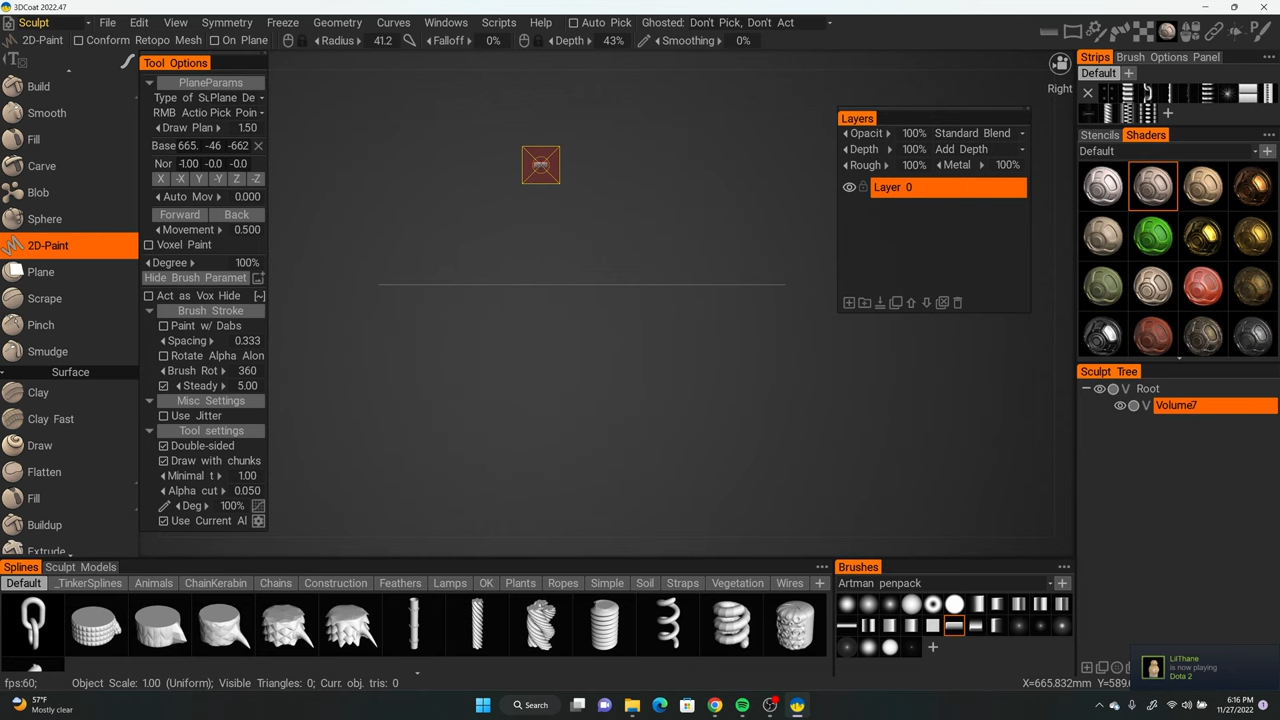 3DCoat 2022.47
Sculpt File Edit View Symmetry Freeze Geometry Curves Windows Scripts Help Auto Pick Ghosted: Don't Pick, Don't Act
2D-Paint Conform Retopo Mesh On Plane Radius 41.2 Falloff 0% Depth 43% Smoothing 0%
Build
Smooth
Fill
Carve
Blob
Sphere
2D-Paint
Plane
Scrape
Pinch
Smudge
Surface
Clay
Clay Fast
Draw
Flatten
Fill
Buildup
Extrude
Tool Options
PlaneParams
Type of Su Plane De
RMB Actio Pick Poin
Draw Plan 1.50
Base 665. -46 -662
Nor -1.00 -0.0 -0.0
X -X Y -Y Z -Z
Auto Mov 0.000
Forward Back
Movement 0.500
Voxel Paint
Degree 100%
Hide Brush Paramet
Act as Vox Hide [~]
Brush Stroke
Paint w/ Dabs
Spacing 0.333
Rotate Alpha Alon
Brush Rot 360
Steady 5.00
Misc Settings
Use Jitter
Tool settings
Double-sided
Draw with chunks
Minimal t 1.00
Alpha cut 0.050
Deg 100%
Use Current Al
Right
Layers
Opacit 100% Standard Blend
Depth 100% Add Depth
Rough 100% Metal 100%
Layer 0
Strips Brush Options Panel
Default
Stencils Shaders
Default
Sculpt Tree
Root
V Volume7
Splines Sculpt Models
Default _TinkerSplines Animals ChainKerabin Chains Construction Feathers Lamps OK Plants Ropes Simple Soil Straps Vegetation Wires
Brushes
Artman penpack
LilThane
is now playing
Dota 2
fps:60; Object Scale: 1.00 (Uniform); Visible Triangles: 0; Curr. obj. tris: 0 X=665.832mm Y=589.
57°F
Mostly clear
Search
6:16 PM
11/27/2022